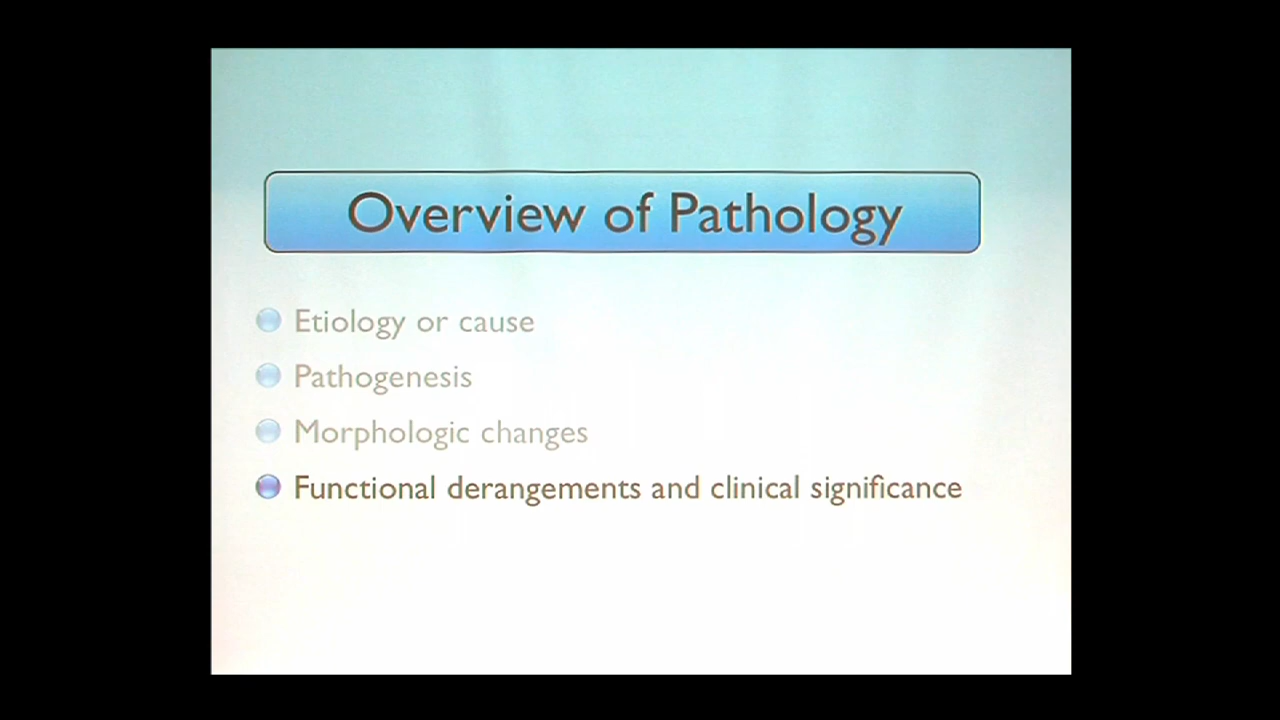 Overview of Pathology
Etiology or cause
Pathogenesis
Morphologic changes
Functional derangements and clinical significance